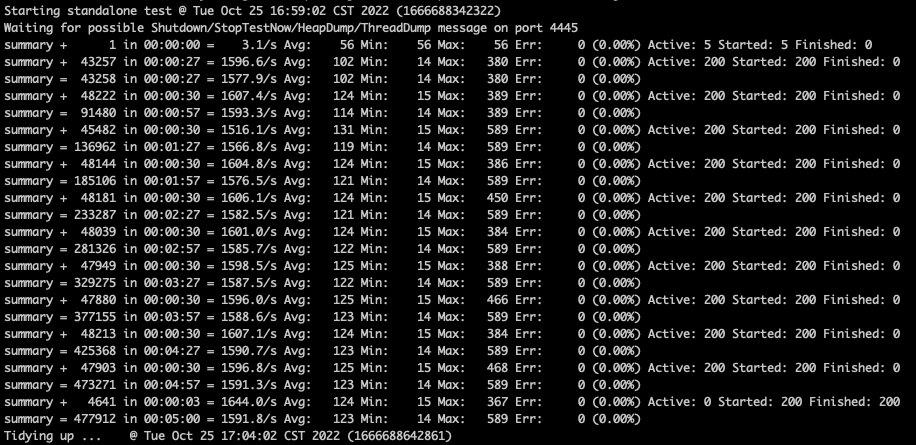 Starting standalone test @ Tue Oct 25 16:59:02 CST 2022 (1666688342322)
Waiting for possible Shutdown/StopTestNow/HeapDump/ThreadDump message on port 4445
summary +      1 in 00:00:00 =    3.1/s Avg:    56 Min:    56 Max:    56 Err:     0 (0.00%) Active: 5 Started: 5 Finished: 0
summary +  43257 in 00:00:27 = 1596.6/s Avg:   102 Min:    14 Max:   380 Err:     0 (0.00%) Active: 200 Started: 200 Finished: 0
summary =  43258 in 00:00:27 = 1577.9/s Avg:   102 Min:    14 Max:   380 Err:     0 (0.00%)
summary +  48222 in 00:00:30 = 1607.4/s Avg:   124 Min:    15 Max:   389 Err:     0 (0.00%) Active: 200 Started: 200 Finished: 0
summary =  91480 in 00:00:57 = 1593.3/s Avg:   114 Min:    14 Max:   389 Err:     0 (0.00%)
summary +  45482 in 00:00:30 = 1516.1/s Avg:   131 Min:    15 Max:   589 Err:     0 (0.00%) Active: 200 Started: 200 Finished: 0
summary = 136962 in 00:01:27 = 1566.8/s Avg:   119 Min:    14 Max:   589 Err:     0 (0.00%)
summary +  48144 in 00:00:30 = 1604.8/s Avg:   124 Min:    15 Max:   386 Err:     0 (0.00%) Active: 200 Started: 200 Finished: 0
summary = 185106 in 00:01:57 = 1576.5/s Avg:   121 Min:    14 Max:   589 Err:     0 (0.00%)
summary +  48181 in 00:00:30 = 1606.1/s Avg:   124 Min:    15 Max:   450 Err:     0 (0.00%) Active: 200 Started: 200 Finished: 0
summary = 233287 in 00:02:27 = 1582.5/s Avg:   121 Min:    14 Max:   589 Err:     0 (0.00%)
summary +  48039 in 00:00:30 = 1601.0/s Avg:   124 Min:    15 Max:   384 Err:     0 (0.00%) Active: 200 Started: 200 Finished: 0
summary = 281326 in 00:02:57 = 1585.7/s Avg:   122 Min:    14 Max:   589 Err:     0 (0.00%)
summary +  47949 in 00:00:30 = 1598.5/s Avg:   125 Min:    15 Max:   388 Err:     0 (0.00%) Active: 200 Started: 200 Finished: 0
summary = 329275 in 00:03:27 = 1587.5/s Avg:   122 Min:    14 Max:   589 Err:     0 (0.00%)
summary +  47880 in 00:00:30 = 1596.0/s Avg:   125 Min:    15 Max:   466 Err:     0 (0.00%) Active: 200 Started: 200 Finished: 0
summary = 377155 in 00:03:57 = 1588.6/s Avg:   123 Min:    14 Max:   589 Err:     0 (0.00%)
summary +  48213 in 00:00:30 = 1607.1/s Avg:   124 Min:    15 Max:   384 Err:     0 (0.00%) Active: 200 Started: 200 Finished: 0
summary = 425368 in 00:04:27 = 1590.7/s Avg:   123 Min:    14 Max:   589 Err:     0 (0.00%)
summary +  47903 in 00:00:30 = 1596.8/s Avg:   125 Min:    15 Max:   468 Err:     0 (0.00%) Active: 200 Started: 200 Finished: 0
summary = 473271 in 00:04:57 = 1591.3/s Avg:   123 Min:    14 Max:   589 Err:     0 (0.00%)
summary +   4641 in 00:00:03 = 1644.0/s Avg:   124 Min:    15 Max:   367 Err:     0 (0.00%) Active: 0 Started: 200 Finished: 200
summary = 477912 in 00:05:00 = 1591.8/s Avg:   123 Min:    14 Max:   589 Err:     0 (0.00%)
Tidying up ...    @ Tue Oct 25 17:04:02 CST 2022 (1666688642861)